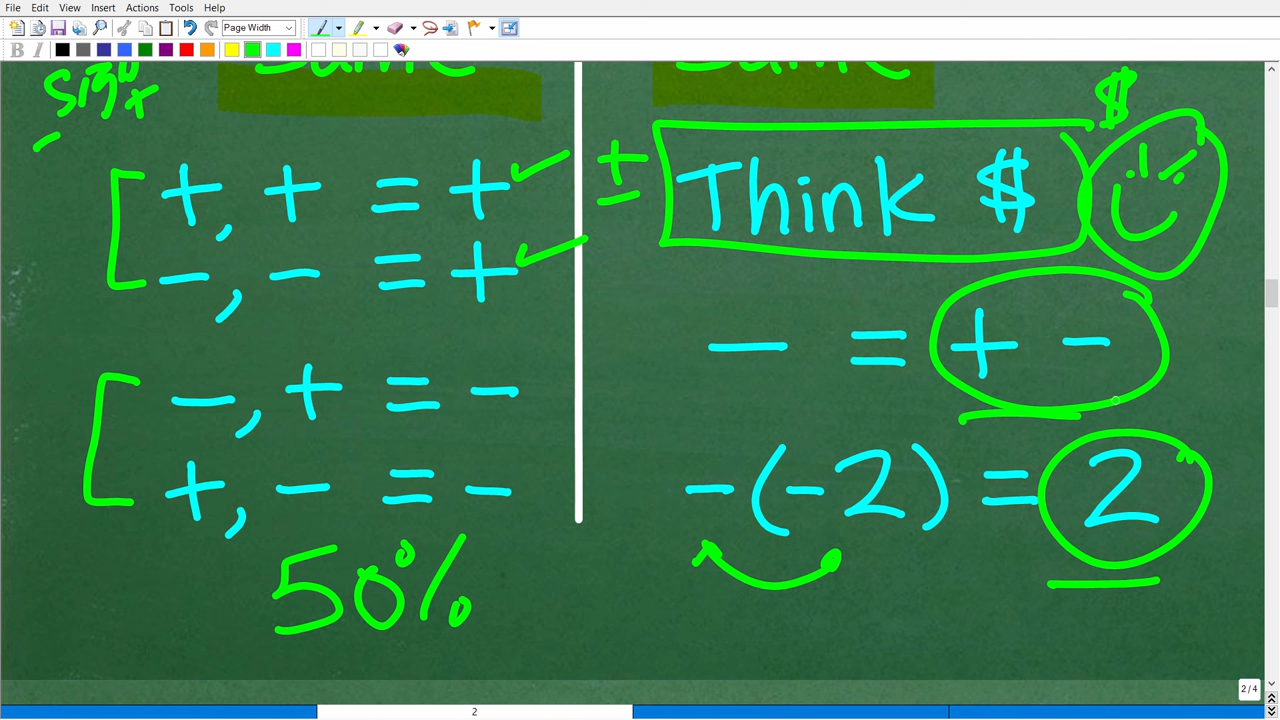 File Edit View Insert Actions Tools Help
Page Width
B I
sign
+
-
+, + = +
-, - = +
-, + = -
+, - = -
50%
$
±
Think $
- = + -
-(-2) = 2
2/4
2